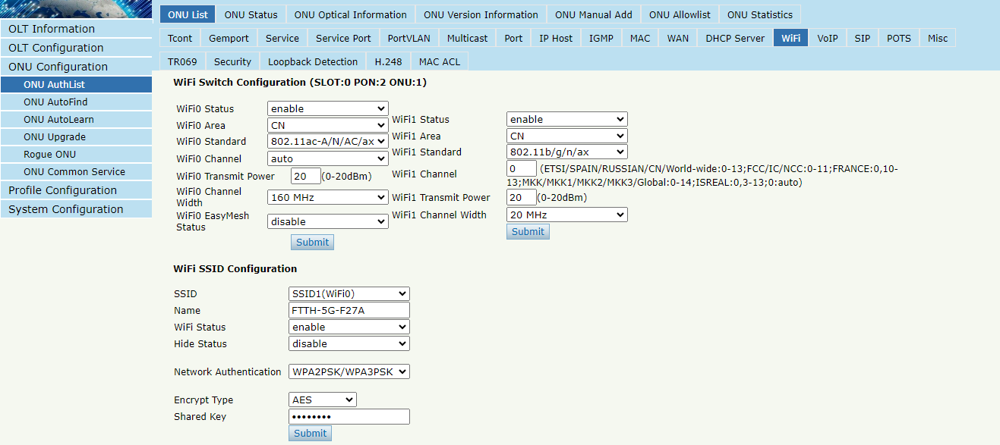 ONU List ONU Status ONU Optical Information ONU Version Information ONU Manual Add ONU Allowlist ONU Statistics
Tcont Gemport Service Service Port PortVLAN Multicast Port IP Host IGMP MAC WAN DHCP Server WiFi VoIP SIP POTS Misc
TR069 Security Loopback Detection H.248 MAC ACL
OLT Information
OLT Configuration
ONU Configuration
ONU AuthList
ONU AutoFind
ONU AutoLearn
ONU Upgrade
Rogue ONU
ONU Common Service
Profile Configuration
System Configuration
WiFi Switch Configuration (SLOT:0 PON:2 ONU:1)
WiFi0 Status enable
WiFi0 Area CN
WiFi0 Standard 802.11ac-A/N/AC/ax
WiFi0 Channel auto
WiFi0 Transmit Power 20 (0-20dBm)
WiFi0 Channel
Width 160 MHz
WiFi0 EasyMesh
Status disable
Submit
WiFi1 Status enable
WiFi1 Area CN
WiFi1 Standard 802.11b/g/n/ax
WiFi1 Channel 0 (ETSI/SPAIN/RUSSIAN/CN/World-wide:0-13;FCC/IC/NCC:0-11;FRANCE:0,10-
13;MKK/MKK1/MKK2/MKK3/Global:0-14;ISREAL:0,3-13;0:auto)
WiFi1 Transmit Power 20 (0-20dBm)
WiFi1 Channel Width 20 MHz
Submit
WiFi SSID Configuration
SSID SSID1(WiFi0)
Name FTTH-5G-F27A
WiFi Status enable
Hide Status disable
Network Authentication WPA2PSK/WPA3PSK
Encrypt Type AES
Shared Key ••••••••
Submit